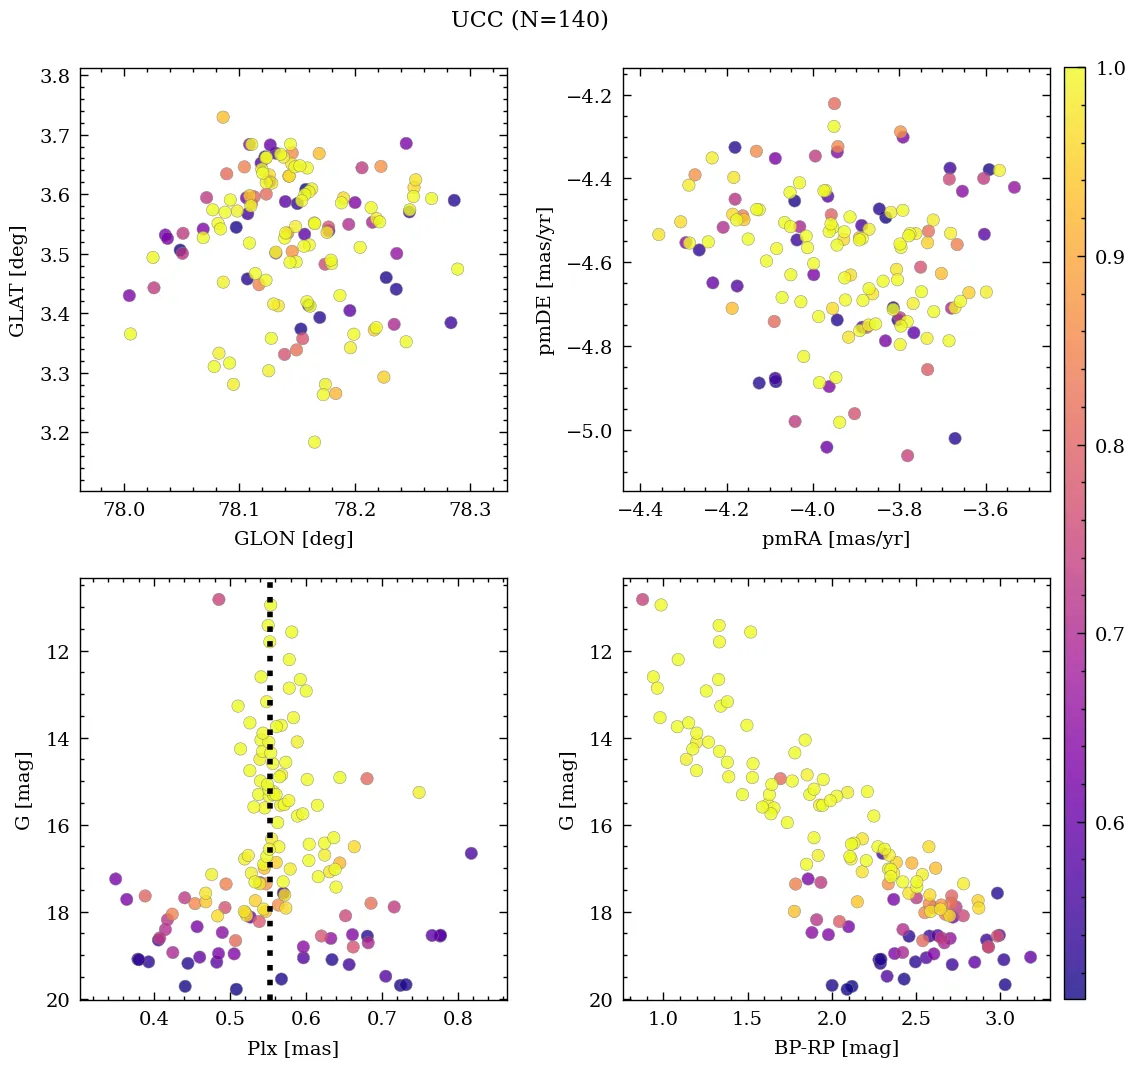 UCC (N=140)
3.8
3.7
3.6
3.5
3.4
3.3
3.2
GLAT [deg]
78.0 78.1 78.2 78.3
GLON [deg]
−4.2
−4.4
−4.6
−4.8
−5.0
pmDE [mas/yr]
−4.4 −4.2 −4.0 −3.8 −3.6
pmRA [mas/yr]
12
14
16
18
20
G [mag]
0.4 0.5 0.6 0.7 0.8
Plx [mas]
12
14
16
18
20
G [mag]
1.0 1.5 2.0 2.5 3.0
BP-RP [mag]
1.0
0.9
0.8
0.7
0.6